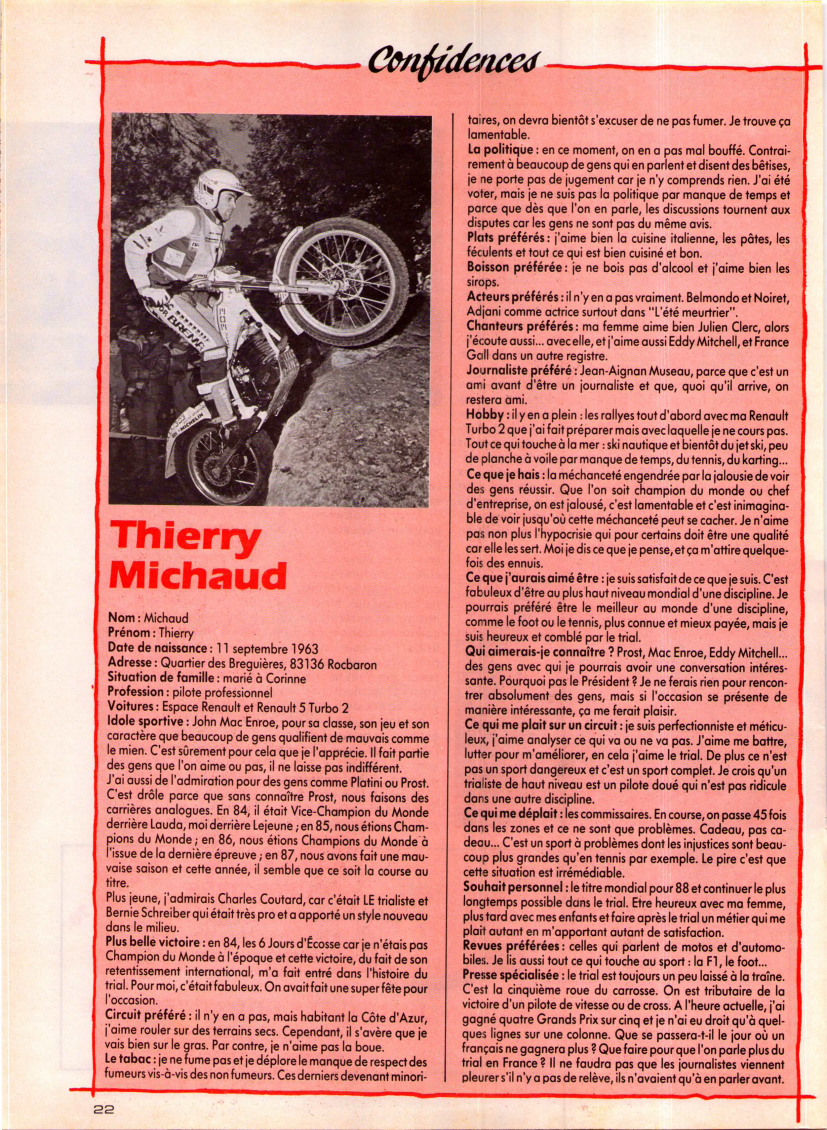 Confidences
MICHELIN
Thierry
Michaud
Nom : Michaud
Prénom : Thierry
Date de naissance : 11 septembre 1963
Adresse : Quartier des Breguières, 83136 Rocbaron
Situation de famille : marié à Corinne
Profession : pilote professionnel
Voitures : Espace Renault et Renault 5 Turbo 2
Idole sportive : John Mac Enroe, pour sa classe, son jeu et son
caractère que beaucoup de gens qualifient de mauvais comme
le mien. C'est sûrement pour cela que je l'apprécie. Il fait partie
des gens que l'on aime ou pas, il ne laisse pas indifférent.
J'ai aussi de l'admiration pour des gens comme Platini ou Prost.
C'est drôle parce que sans connaître Prost, nous faisons des
carrières analogues. En 84, il était Vice-Champion du Monde
derrière Lauda, moi derrière Lejeune ; en 85, nous étions Cham-
pions du Monde ; en 86, nous étions Champions du Monde à
l'issue de la dernière épreuve ; en 87, nous avons fait une mau-
vaise saison et cette année, il semble que ce soit la course au
titre.
Plus jeune, j'admirais Charles Coutard, car c'était LE trialiste et
Bernie Schreiber qui était très pro et a apporté un style nouveau
dans le milieu.
Plus belle victoire : en 84, les 6 Jours d'Écosse car je n'étais pas
Champion du Monde à l'époque et cette victoire, du fait de son
retentissement international, m'a fait entré dans l'histoire du
trial. Pour moi, c'était fabuleux. On avait fait une super fête pour
l'occasion.
Circuit préféré : il n'y en a pas, mais habitant la Côte d'Azur,
j'aime rouler sur des terrains secs. Cependant, il s'avère que je
vais bien sur le gras. Par contre, je n'aime pas la boue.
Le tabac : je ne fume pas et je déplore le manque de respect des
fumeurs vis-à-vis des non fumeurs. Ces derniers devenant minori-
taires, on devra bientôt s'excuser de ne pas fumer. Je trouve ça
lamentable.
La politique : en ce moment, on en a pas mal bouffé. Contrai-
rement à beaucoup de gens qui en parlent et disent des bêtises,
je ne porte pas de jugement car je n'y comprends rien. J'ai été
voter, mais je ne suis pas la politique par manque de temps et
parce que dès que l'on en parle, les discussions tournent aux
disputes car les gens ne sont pas du même avis.
Plats préférés : j'aime bien la cuisine italienne, les pâtes, les
féculents et tout ce qui est bien cuisiné et bon.
Boisson préférée : je ne bois pas d'alcool et j'aime bien les
sirops.
Acteurs préférés : il n'y en a pas vraiment. Belmondo et Noiret,
Adjani comme actrice surtout dans "L'été meurtrier".
Chanteurs préférés : ma femme aime bien Julien Clerc, alors
j'écoute aussi... avec elle, et j'aime aussi Eddy Mitchell, et France
Gall dans un autre registre.
Journaliste préféré : Jean-Aignan Museau, parce que c'est un
ami avant d'être un journaliste et que, quoi qu'il arrive, on
restera ami.
Hobby : il y en a plein : les rallyes tout d'abord avec ma Renault
Turbo 2 que j'ai fait préparer mais avec laquelle je ne cours pas.
Tout ce qui touche à la mer : ski nautique et bientôt du jet ski, peu
de planche à voile par manque de temps, du tennis, du karting...
Ce que je hais : la méchanceté engendrée par la jalousie de voir
des gens réussir. Que l'on soit champion du monde ou chef
d'entreprise, on est jalousé, c'est lamentable et c'est inimagina-
ble de voir jusqu'où cette méchanceté peut se cacher. Je n'aime
pas non plus l'hypocrisie qui pour certains doit être une qualité
car elle les sert. Moi je dis ce que je pense, et ça m'attire quelque-
fois des ennuis.
Ce que j'aurais aimé être : je suis satisfait de ce que je suis. C'est
fabuleux d'être au plus haut niveau mondial d'une discipline. Je
pourrais préféré être le meilleur au monde d'une discipline,
comme le foot ou le tennis, plus connue et mieux payée, mais je
suis heureux et comblé par le trial.
Qui aimerais-je connaître ? Prost, Mac Enroe, Eddy Mitchell...
des gens avec qui je pourrais avoir une conversation intéres-
sante. Pourquoi pas le Président ? Je ne ferais rien pour rencon-
trer absolument des gens, mais si l'occasion se présente de
manière intéressante, ça me ferait plaisir.
Ce qui me plait sur un circuit : je suis perfectionniste et méticu-
leux, j'aime analyser ce qui va ou ne va pas. J'aime me battre,
lutter pour m'améliorer, en cela j'aime le trial. De plus ce n'est
pas un sport dangereux et c'est un sport complet. Je crois qu'un
trialiste de haut niveau est un pilote doué qui n'est pas ridicule
dans une autre discipline.
Ce qui me déplait : les commissaires. En course, on passe 45 fois
dans les zones et ce ne sont que problèmes. Cadeau, pas ca-
deau... C'est un sport à problèmes dont les injustices sont beau-
coup plus grandes qu'en tennis par exemple. Le pire c'est que
cette situation est irrémédiable.
Souhait personnel : le titre mondial pour 88 et continuer le plus
longtemps possible dans le trial. Etre heureux avec ma femme,
plus tard avec mes enfants et faire après le trial un métier qui me
plait autant en m'apportant autant de satisfaction.
Revues préférées : celles qui parlent de motos et d'automo-
biles. Je lis aussi tout ce qui touche au sport : la F1, le foot...
Presse spécialisée : le trial est toujours un peu laissé à la traîne.
C'est la cinquième roue du carrosse. On est tributaire de la
victoire d'un pilote de vitesse ou de cross. A l'heure actuelle, j'ai
gagné quatre Grands Prix sur cinq et je n'ai eu droit qu'à quel-
ques lignes sur une colonne. Que se passera-t-il le jour où un
français ne gagnera plus ? Que faire pour que l'on parle plus du
trial en France ? Il ne faudra pas que les journalistes viennent
pleurer s'il n'y a pas de relève, ils n'avaient qu'à en parler avant.
22